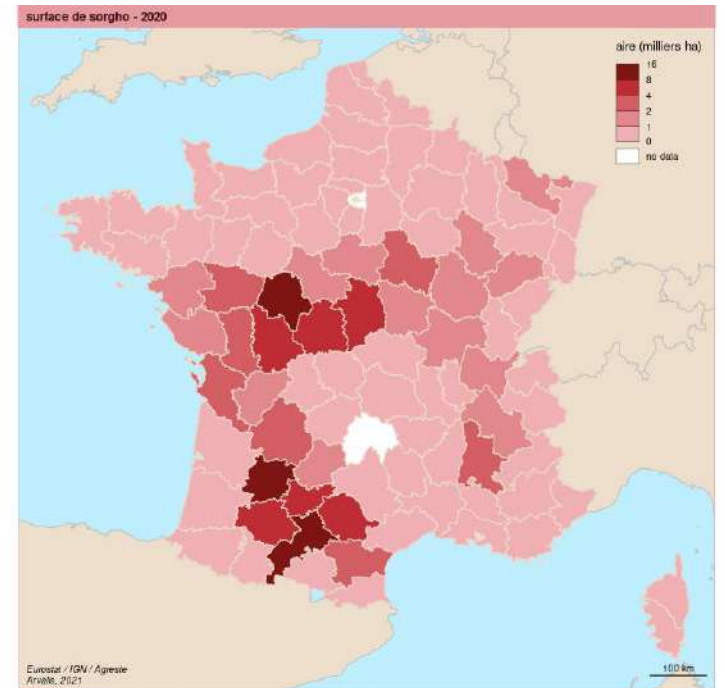 surface de sorgho - 2020
aire (milliers ha)
16
8
4
2
1
0
no data
Eurostat / IGN / Agreste
Arvalis, 2021
100 km